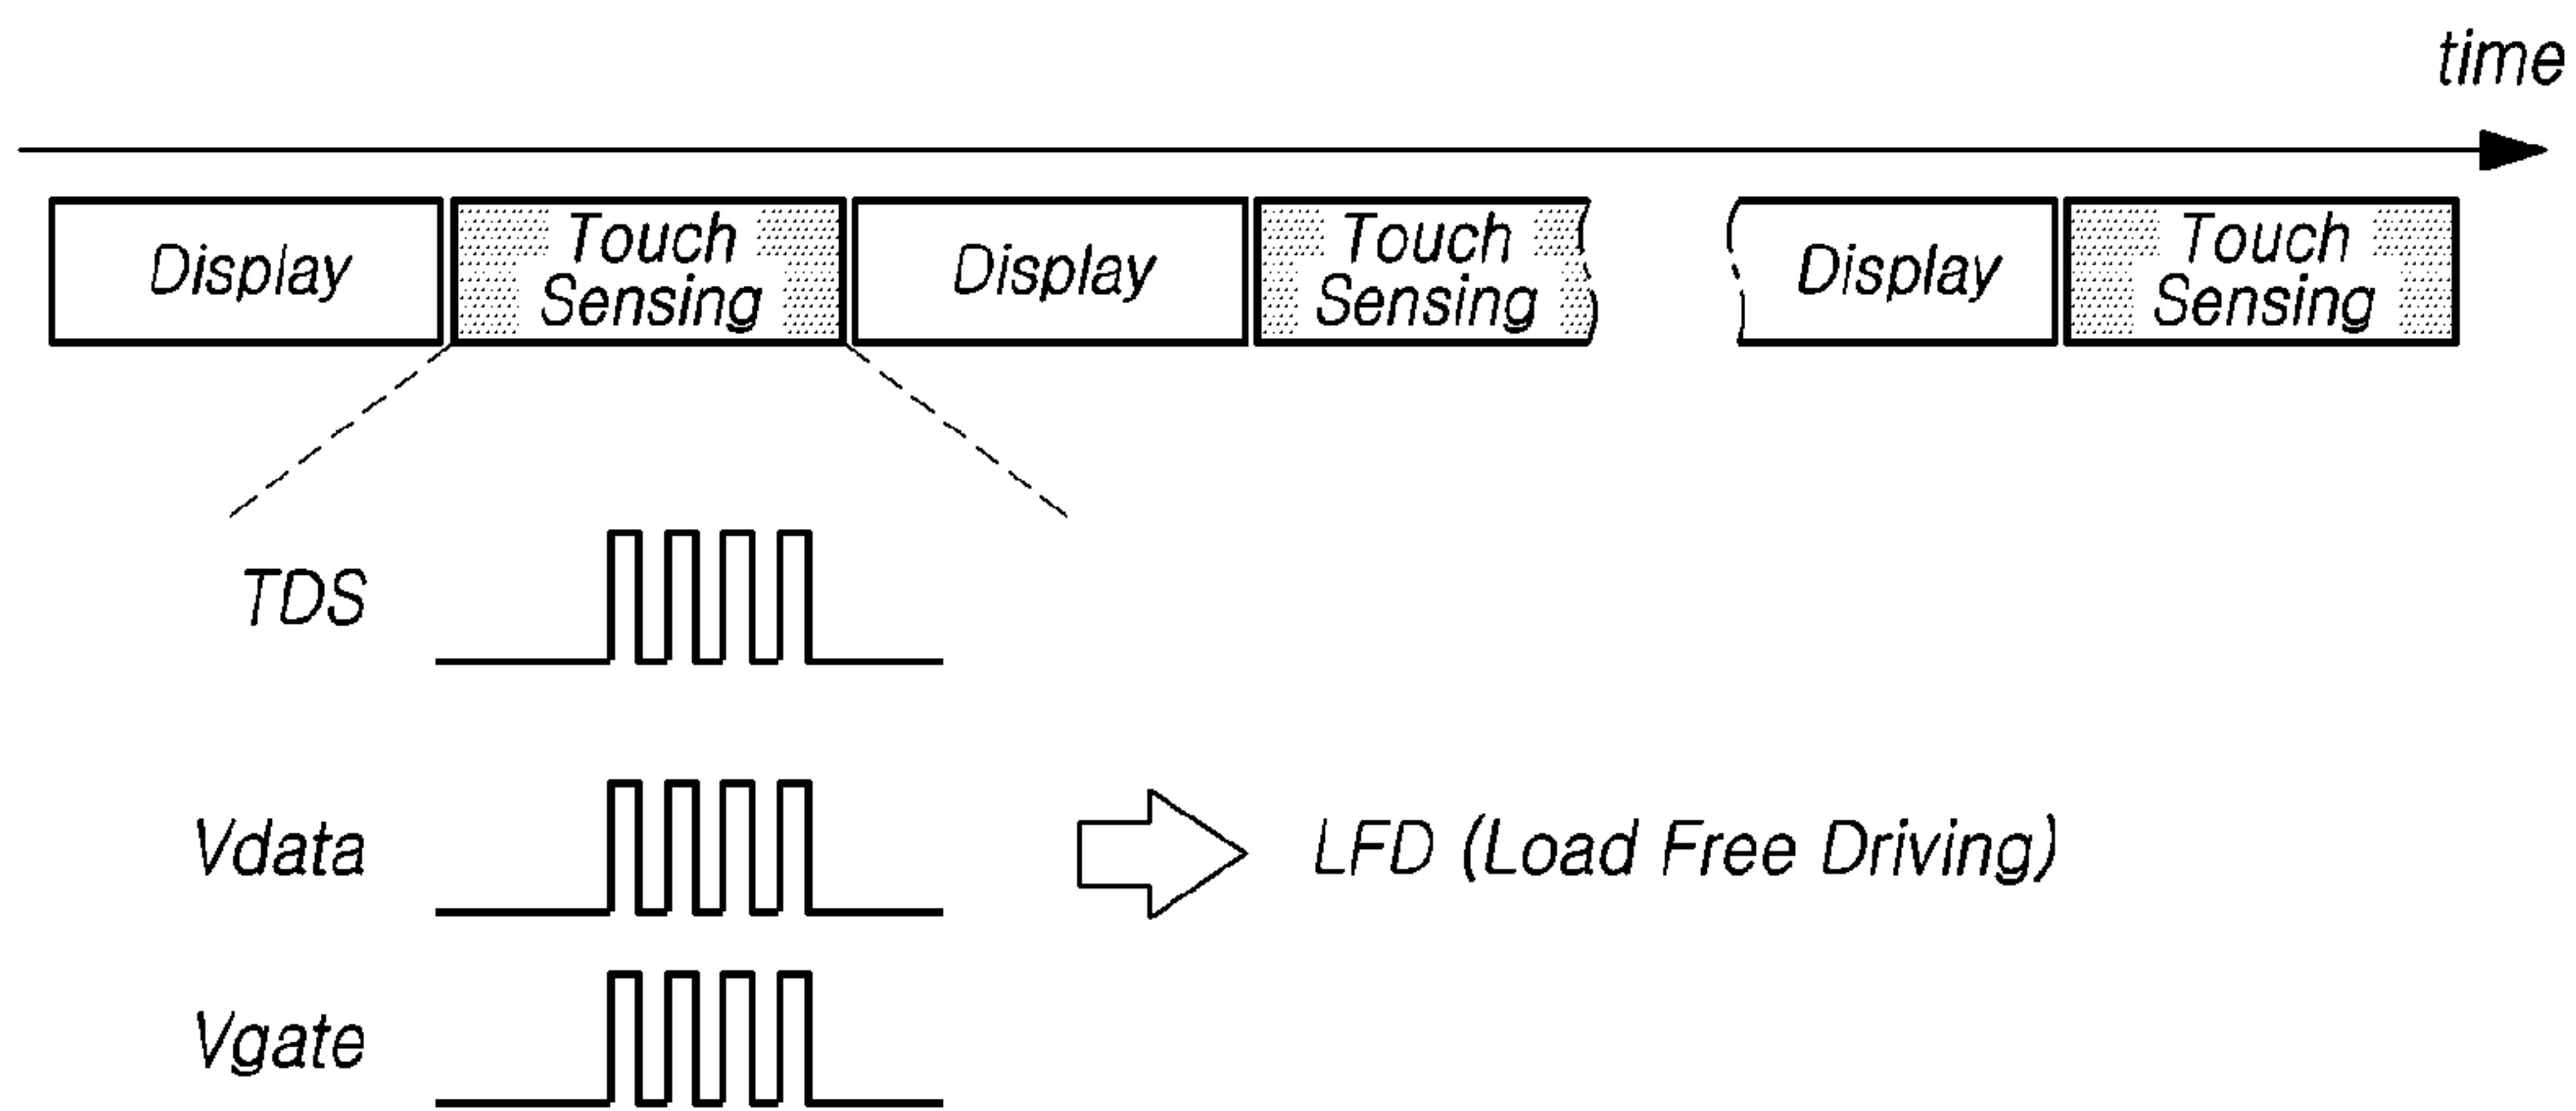 time
Display
Touch
Sensing
Display
Touch
Sensing
Display
Touch
Sensing
TDS
Vdata
LFD (Load Free Driving)
Vgate